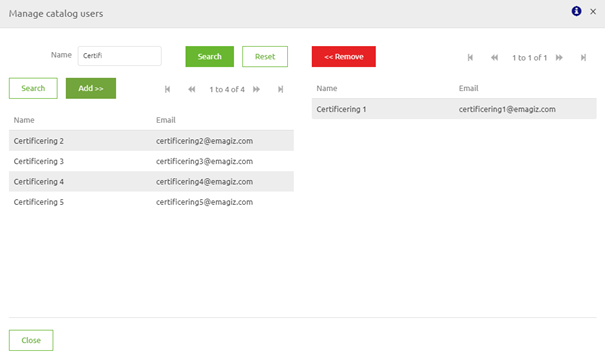 Manage catalog users
Name Certifi Search Reset
Search Add >> 1 to 4 of 4
Name Email
Certificering 2 certificering2@emagiz.com
Certificering 3 certificering3@emagiz.com
Certificering 4 certificering4@emagiz.com
Certificering 5 certificering5@emagiz.com
<< Remove 1 to 1 of 1
Name Email
Certificering 1 certificering1@emagiz.com
Close